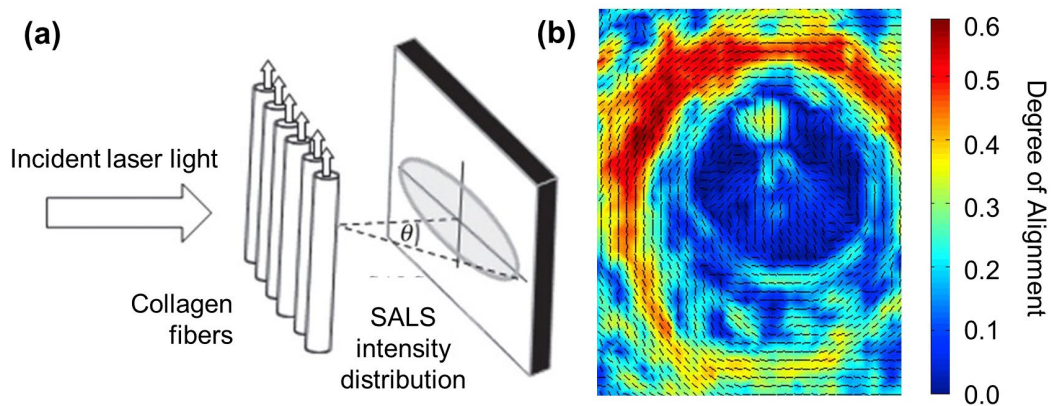 (a)
Incident laser light
Collagen
fibers
θ
SALS
intensity
distribution
(b)
0.6
0.5
0.4
0.3
0.2
0.1
0.0
Degree of Alignment